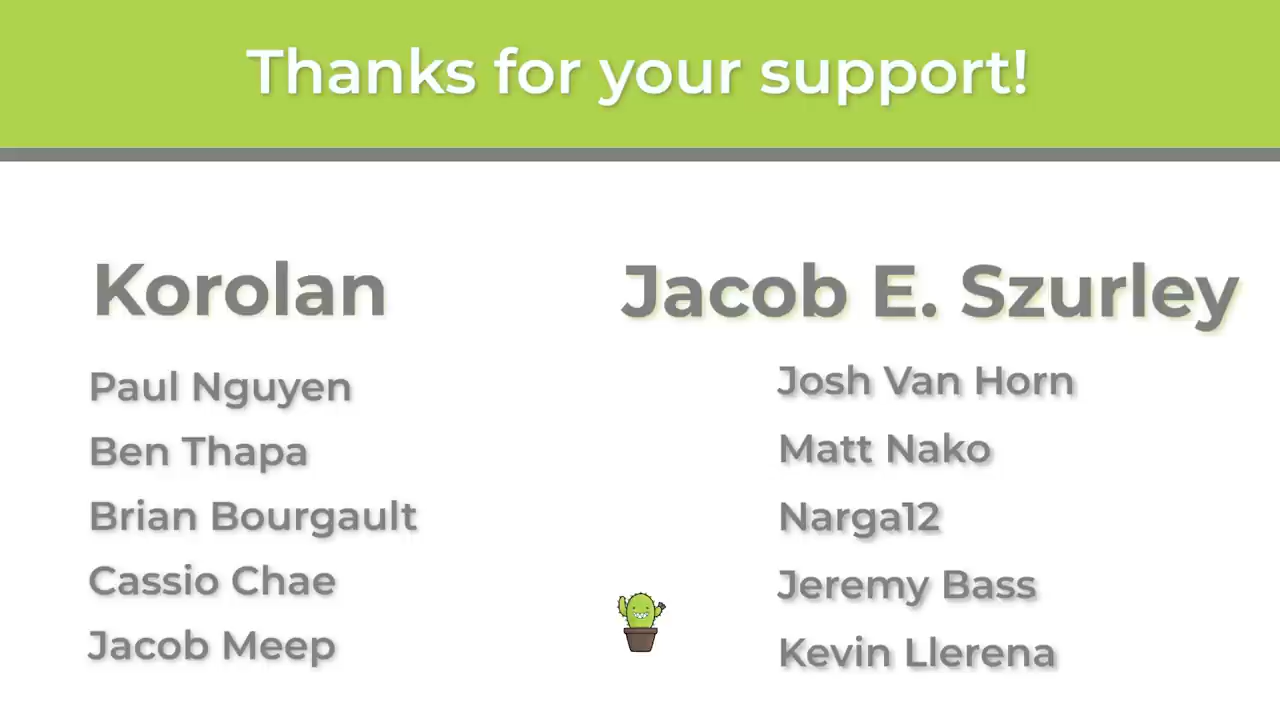 Thanks for your support!
Korolan
Paul Nguyen
Ben Thapa
Brian Bourgault
Cassio Chae
Jacob Meep
Jacob E. Szurley
Josh Van Horn
Matt Nako
Narga12
Jeremy Bass
Kevin Llerena